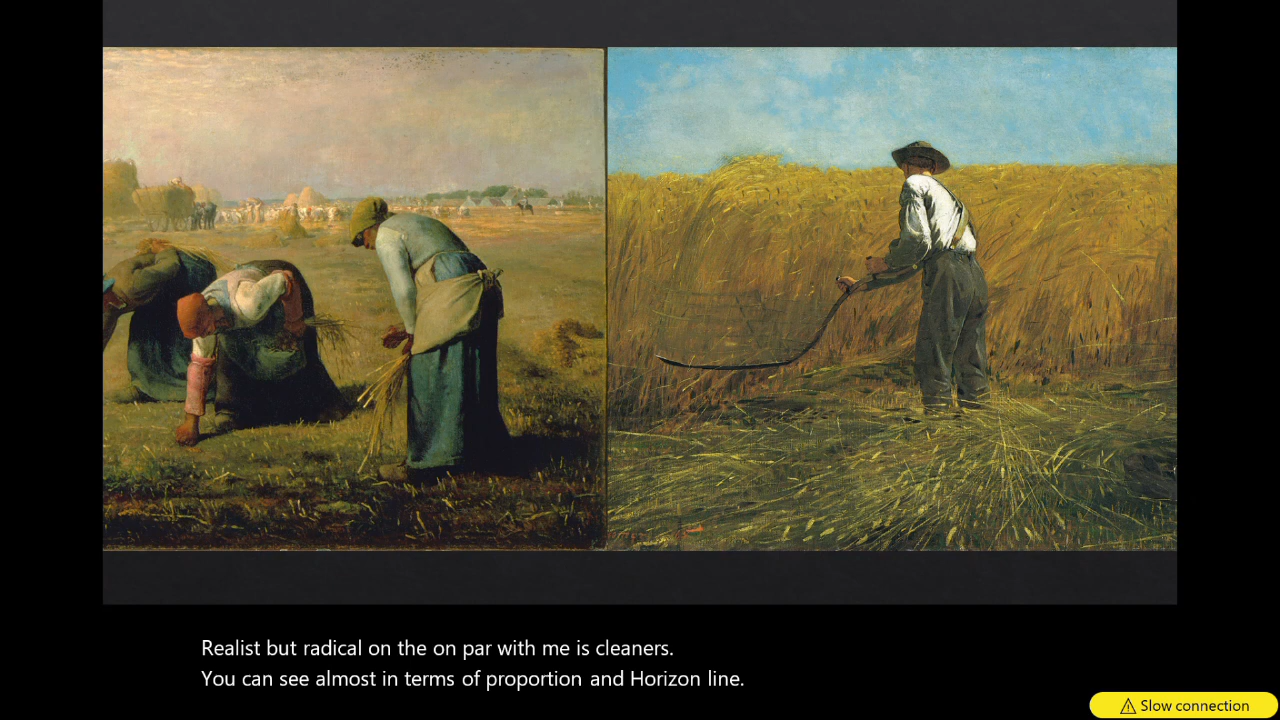 Realist but radical on the on par with me is cleaners.
You can see almost in terms of proportion and Horizon line.
Slow connection